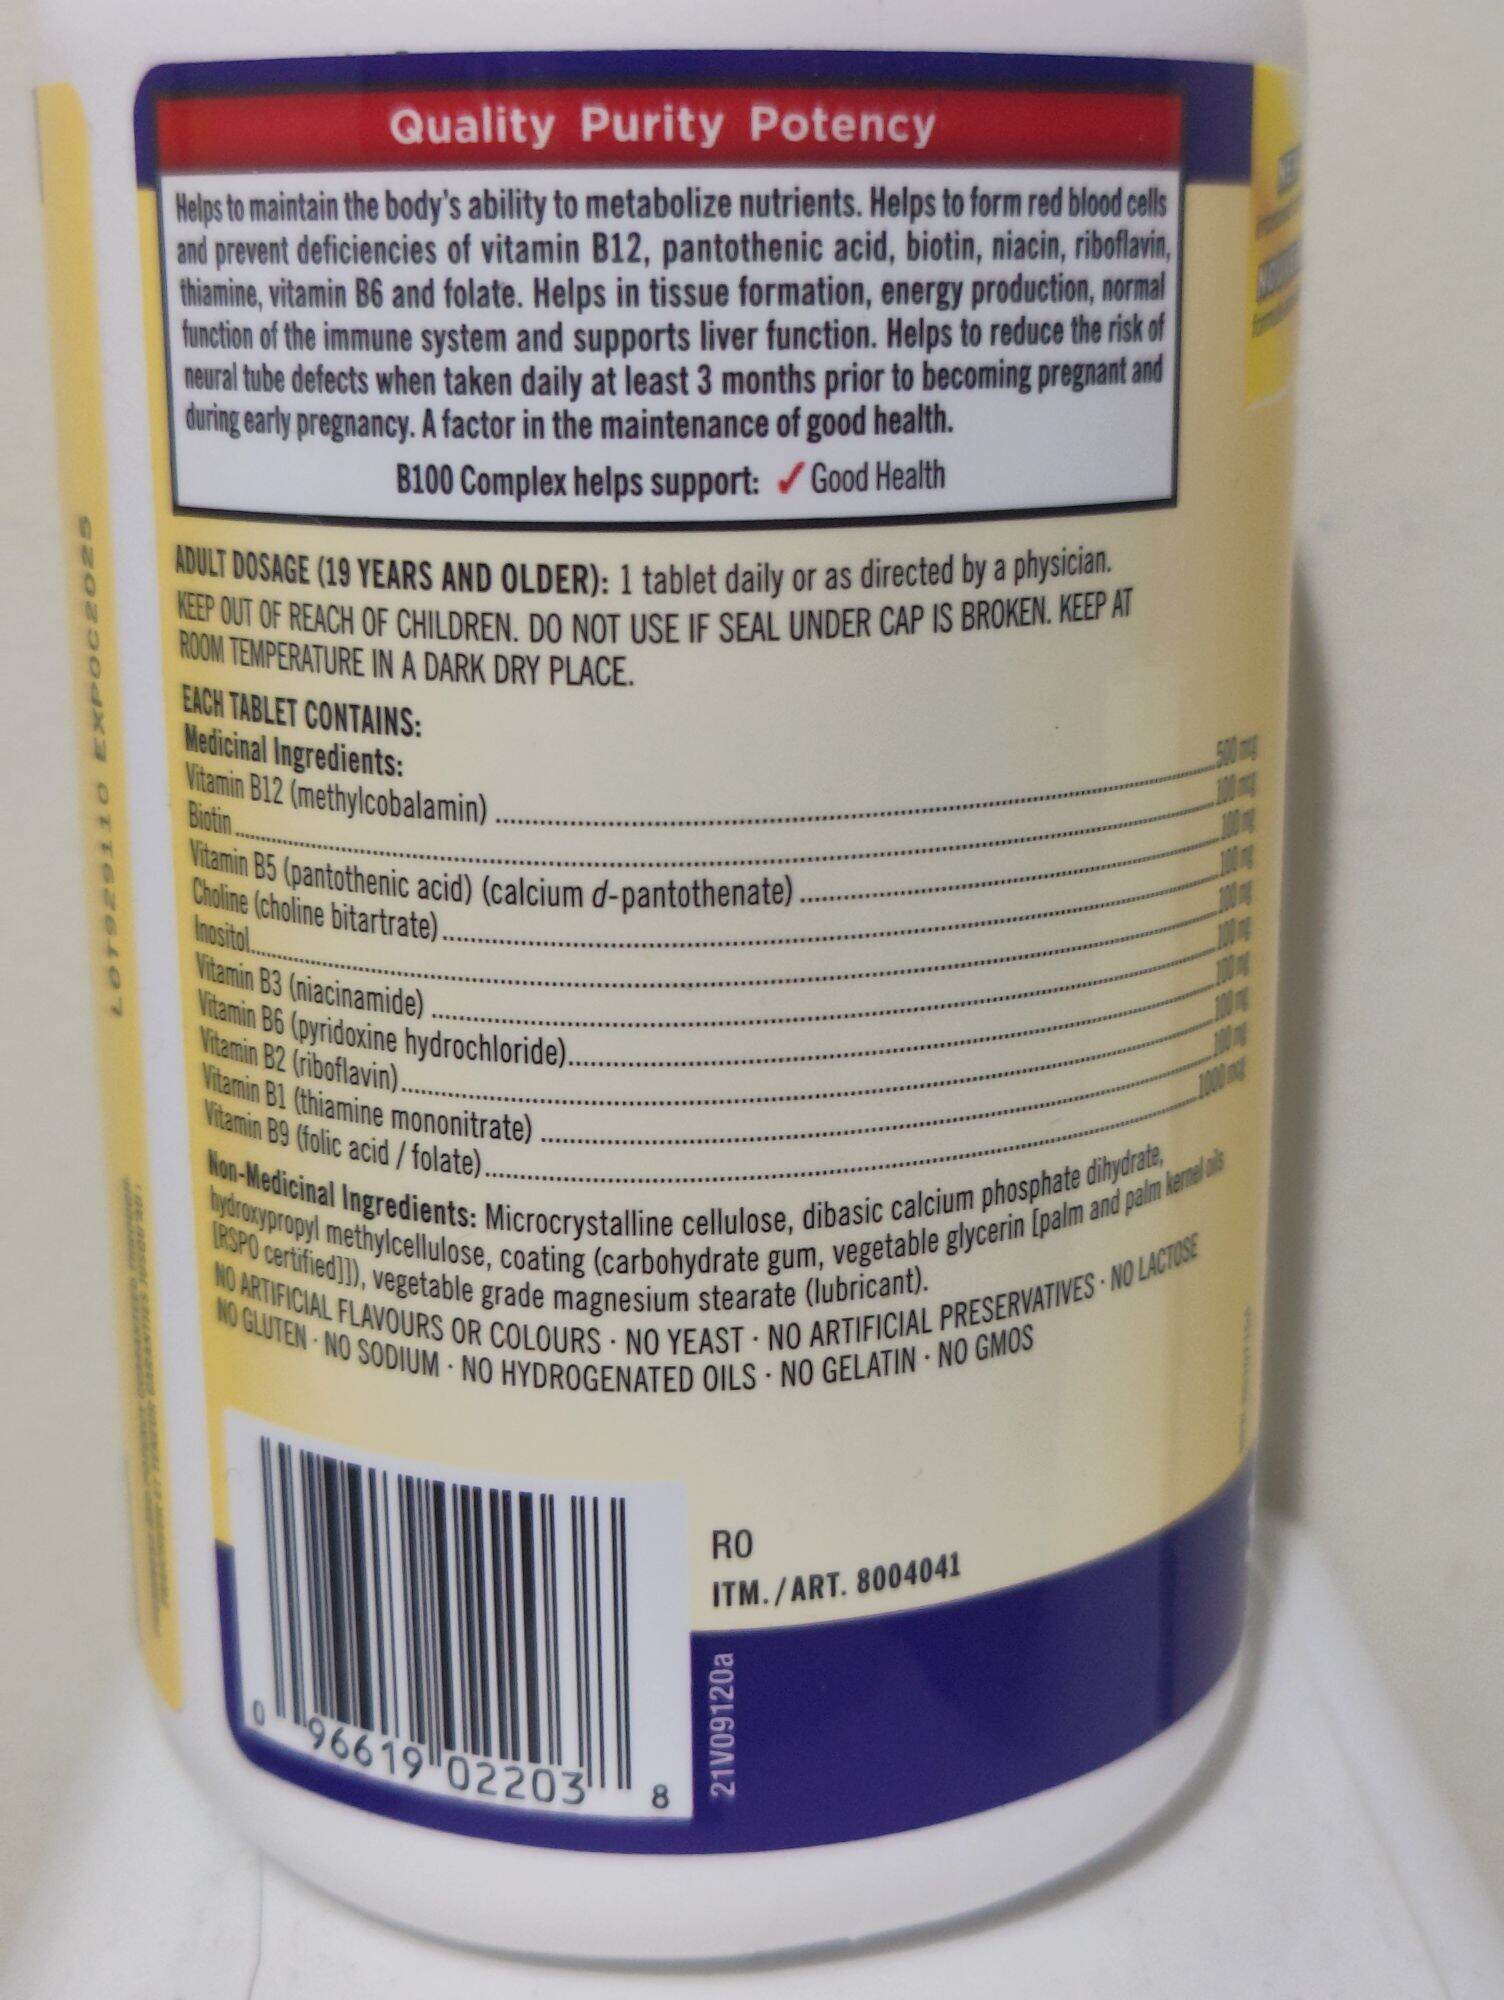 Quality Purity Potency
Helps to maintain the body's ability to metabolize nutrients. Helps to form red blood cells
and prevent deficiencies of vitamin B12, pantothenic acid, biotin, niacin, riboflavin,
thiamine, vitamin B6 and folate. Helps in tissue formation, energy production, normal
function of the immune system and supports liver function. Helps to reduce the risk of
neural tube defects when taken daily at least 3 months prior to becoming pregnant and
during early pregnancy. A factor in the maintenance of good health.
B100 Complex helps support: ✓ Good Health
ADULT DOSAGE (19 YEARS AND OLDER): 1 tablet daily or as directed by a physician.
KEEP OUT OF REACH OF CHILDREN. DO NOT USE IF SEAL UNDER CAP IS BROKEN. KEEP AT
ROOM TEMPERATURE IN A DARK DRY PLACE.
EACH TABLET CONTAINS:
Medicinal Ingredients:
Vitamin B12 (methylcobalamin) 500 mcg
Biotin 100 mcg
Vitamin B5 (pantothenic acid) (calcium d-pantothenate) 100 mg
Choline (choline bitartrate) 100 mg
Inositol 100 mg
Vitamin B3 (niacinamide) 100 mg
Vitamin B6 (pyridoxine hydrochloride) 100 mg
Vitamin B2 (riboflavin) 100 mg
Vitamin B1 (thiamine mononitrate) 100 mg
Vitamin B9 (folic acid / folate) 1000 mcg
Non-Medicinal Ingredients: Microcrystalline cellulose, dibasic calcium phosphate dihydrate,
hydroxypropyl methylcellulose, coating (carbohydrate gum, vegetable glycerin [palm and palm kernel oils
[RSPO certified]]), vegetable grade magnesium stearate (lubricant).
NO ARTIFICIAL FLAVOURS OR COLOURS · NO YEAST · NO ARTIFICIAL PRESERVATIVES · NO LACTOSE
NO GLUTEN · NO SODIUM · NO HYDROGENATED OILS · NO GELATIN · NO GMOS
0 96619 02203 8
RO
ITM./ART. 8004041
21V09120a
LOT92911G EXPOC2025